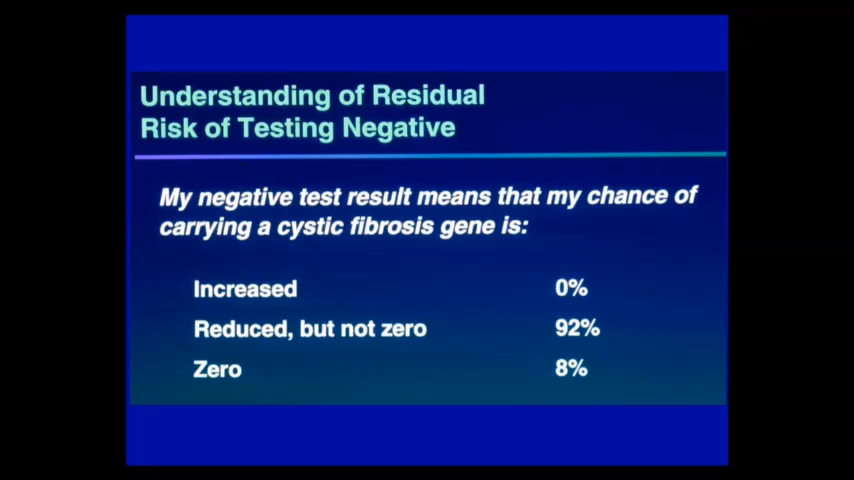 Understanding of Residual
Risk of Testing Negative
My negative test result means that my chance of
carrying a cystic fibrosis gene is:
Increased 0%
Reduced, but not zero 92%
Zero 8%